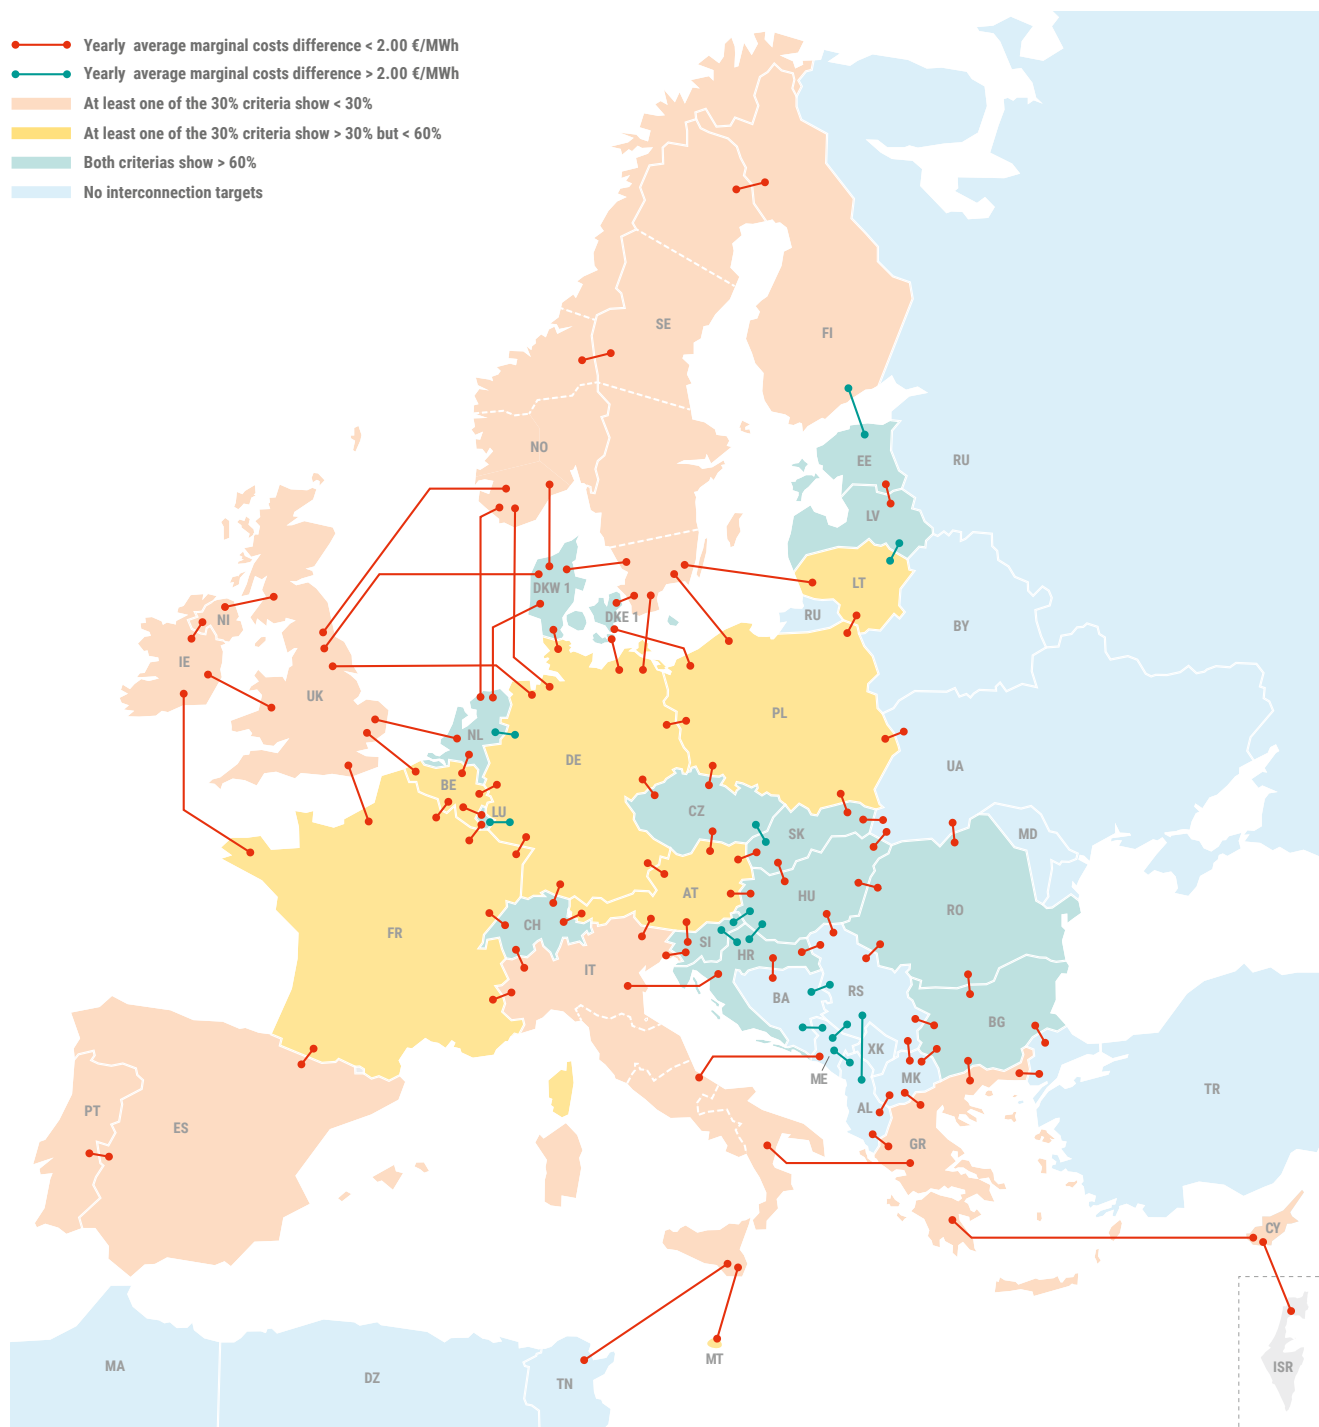 Yearly average marginal costs difference < 2.00 €/MWh
Yearly average marginal costs difference > 2.00 €/MWh
At least one of the 30% criteria show < 30%
At least one of the 30% criteria show > 30% but < 60%
Both criterias show > 60%
No interconnection targets
SE
FI
NO
EE
RU
LV
LT
DKW 1
DKE 1
RU
NI
BY
IE
UK
PL
NL
DE
UA
BE
LU
CZ
SK
MD
AT
HU
RO
CH
FR
SI
HR
IT
BA
RS
BG
XK
ME
MK
TR
PT
ES
AL
GR
CY
MT
MA
DZ
TN
ISR